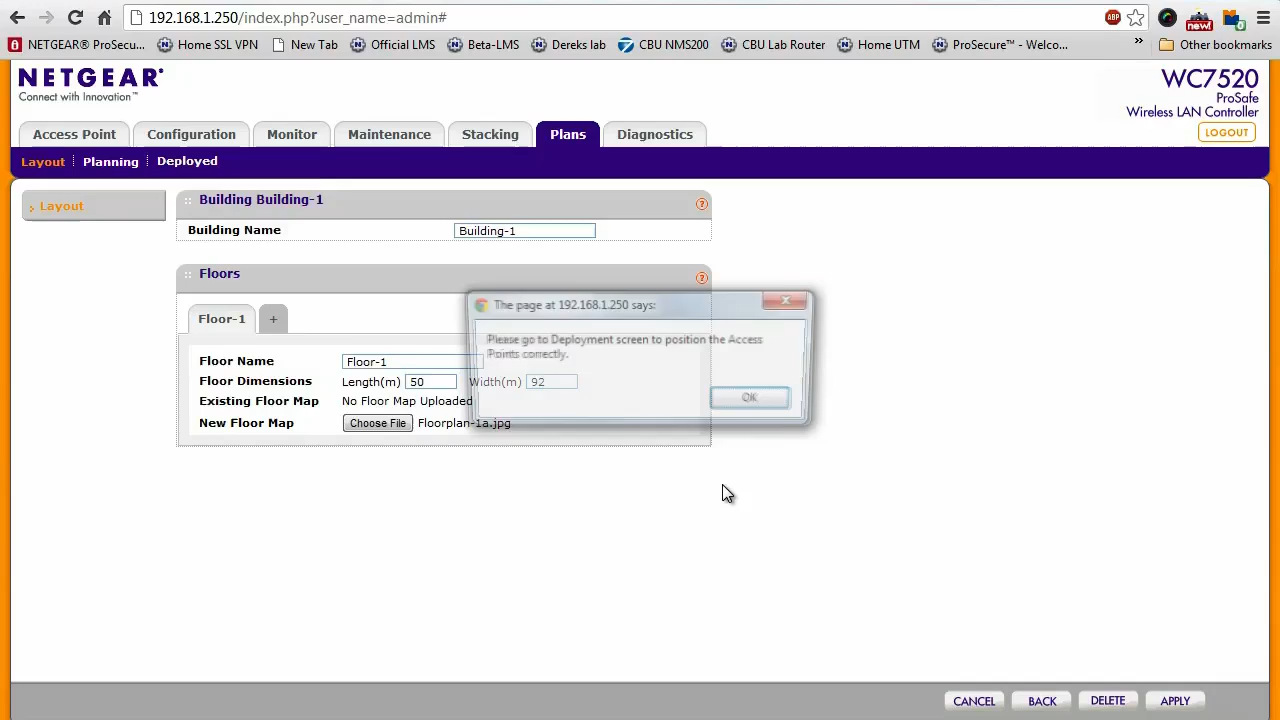 192.168.1.250/index.php?user_name=admin#
ABP
new!
NETGEAR® ProSecu... Home SSL VPN New Tab Official LMS Beta-LMS Dereks lab CBU NMS200 CBU Lab Router Home UTM ProSecure™ - Welco... » Other bookmarks
NETGEAR®
Connect with Innovation™
WC7520
ProSafe
Wireless LAN Controller
LOGOUT
Access Point Configuration Monitor Maintenance Stacking Plans Diagnostics
Layout Planning Deployed
Layout
Building Building-1 ?
Building Name Building-1
Floors ?
Floor-1 +
The page at 192.168.1.250 says: X
Please go to Deployment screen to position the Access
Points correctly.
OK
Floor Name Floor-1
Floor Dimensions Length(m) 50 Width(m) 92
Existing Floor Map No Floor Map Uploaded
New Floor Map Choose File Floorplan-1a.jpg
CANCEL BACK DELETE APPLY